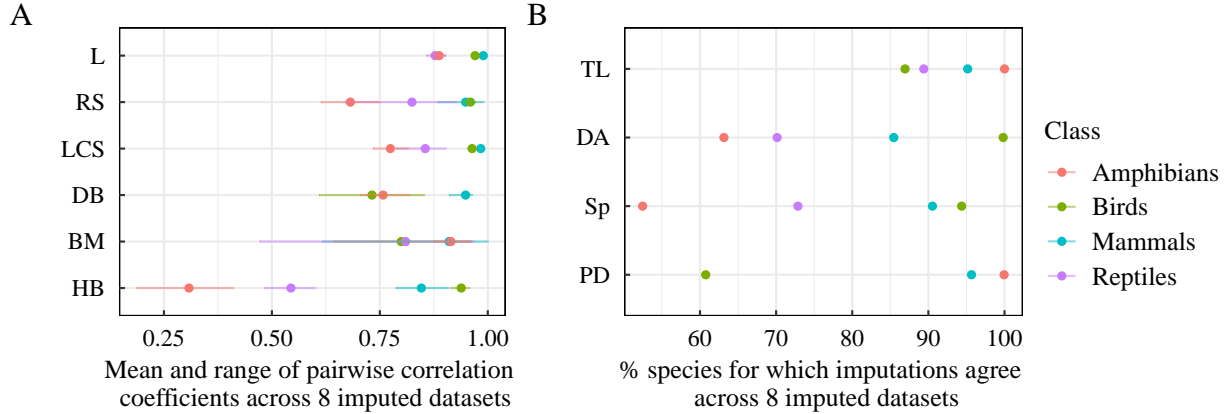 A
L
RS
LCS
DB
BM
HB
0.25 0.50 0.75 1.00
Mean and range of pairwise correlation
coefficients across 8 imputed datasets
B
TL
DA
Sp
PD
60 70 80 90 100
% species for which imputations agree
across 8 imputed datasets
Class
Amphibians
Birds
Mammals
Reptiles